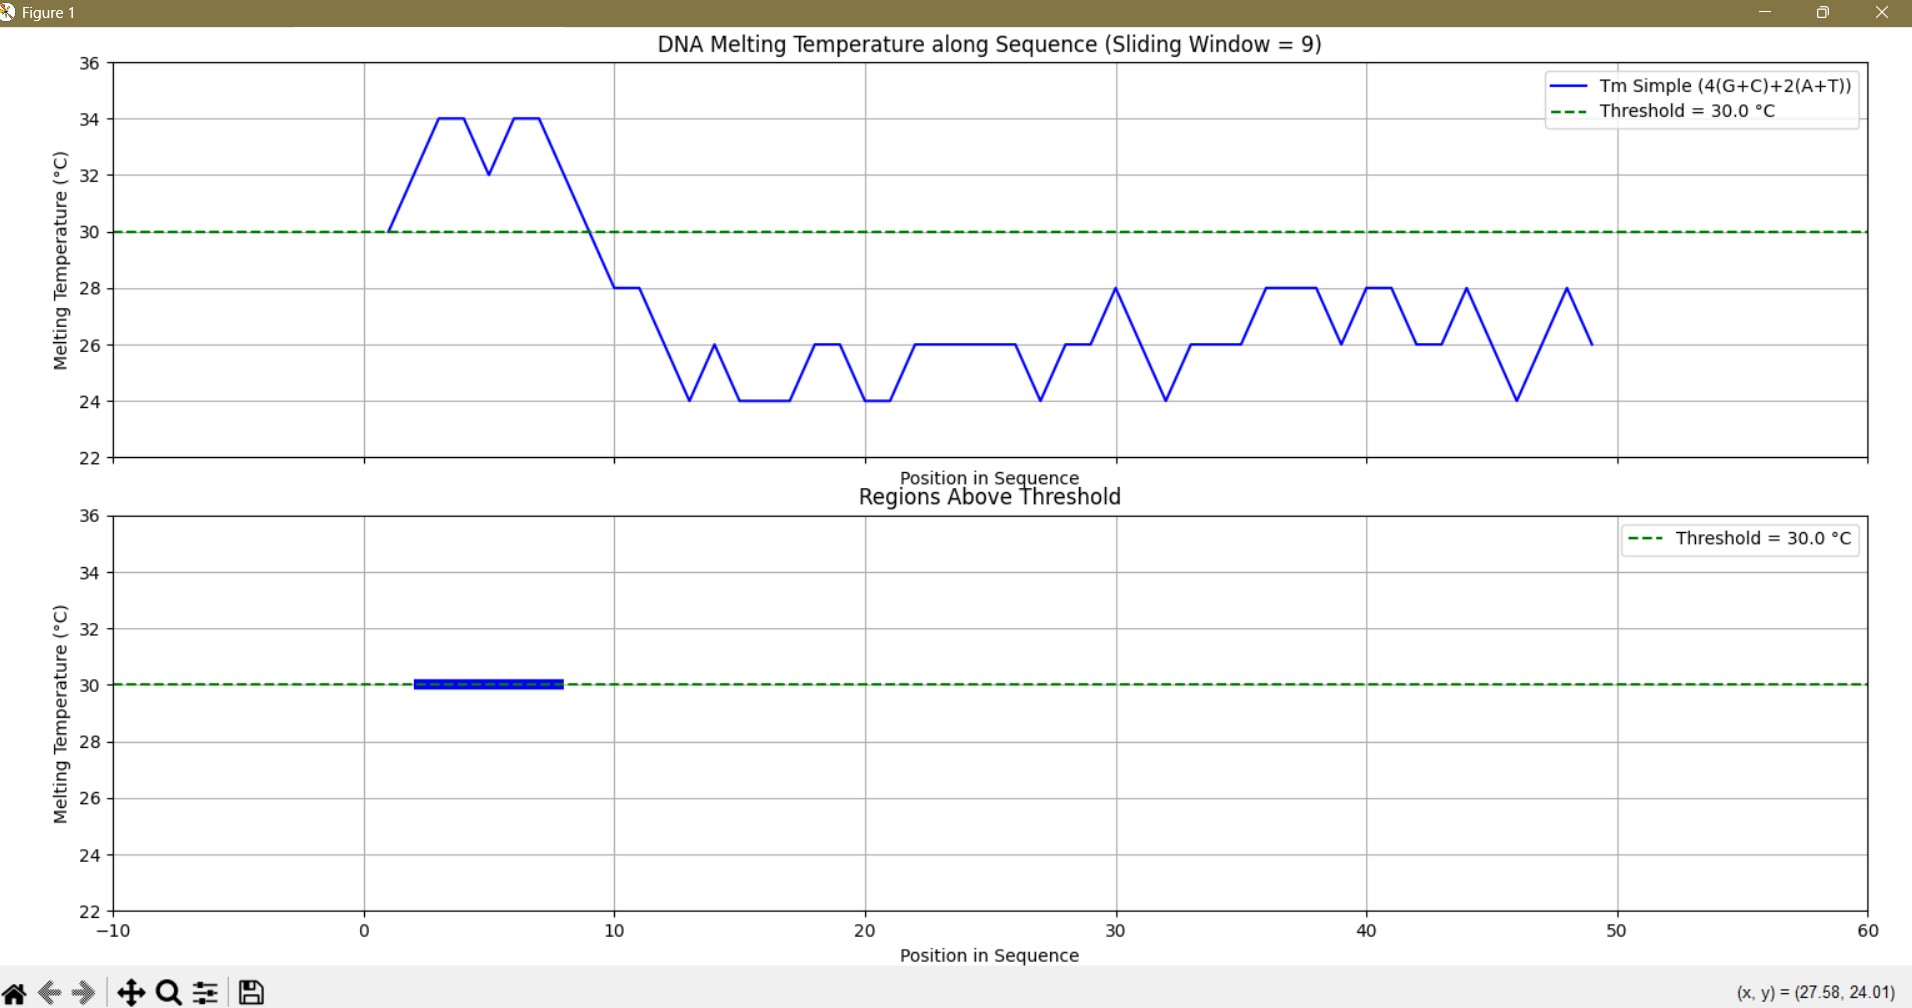 Figure 1
DNA Melting Temperature along Sequence (Sliding Window = 9)
Melting Temperature (°C)
36
34
32
30
28
26
24
22
Tm Simple (4(G+C)+2(A+T))
Threshold = 30.0 °C
Position in Sequence
Regions Above Threshold
Melting Temperature (°C)
36
34
32
30
28
26
24
22
Threshold = 30.0 °C
−10 0 10 20 30 40 50 60
Position in Sequence
(x, y) = (27.58, 24.01)